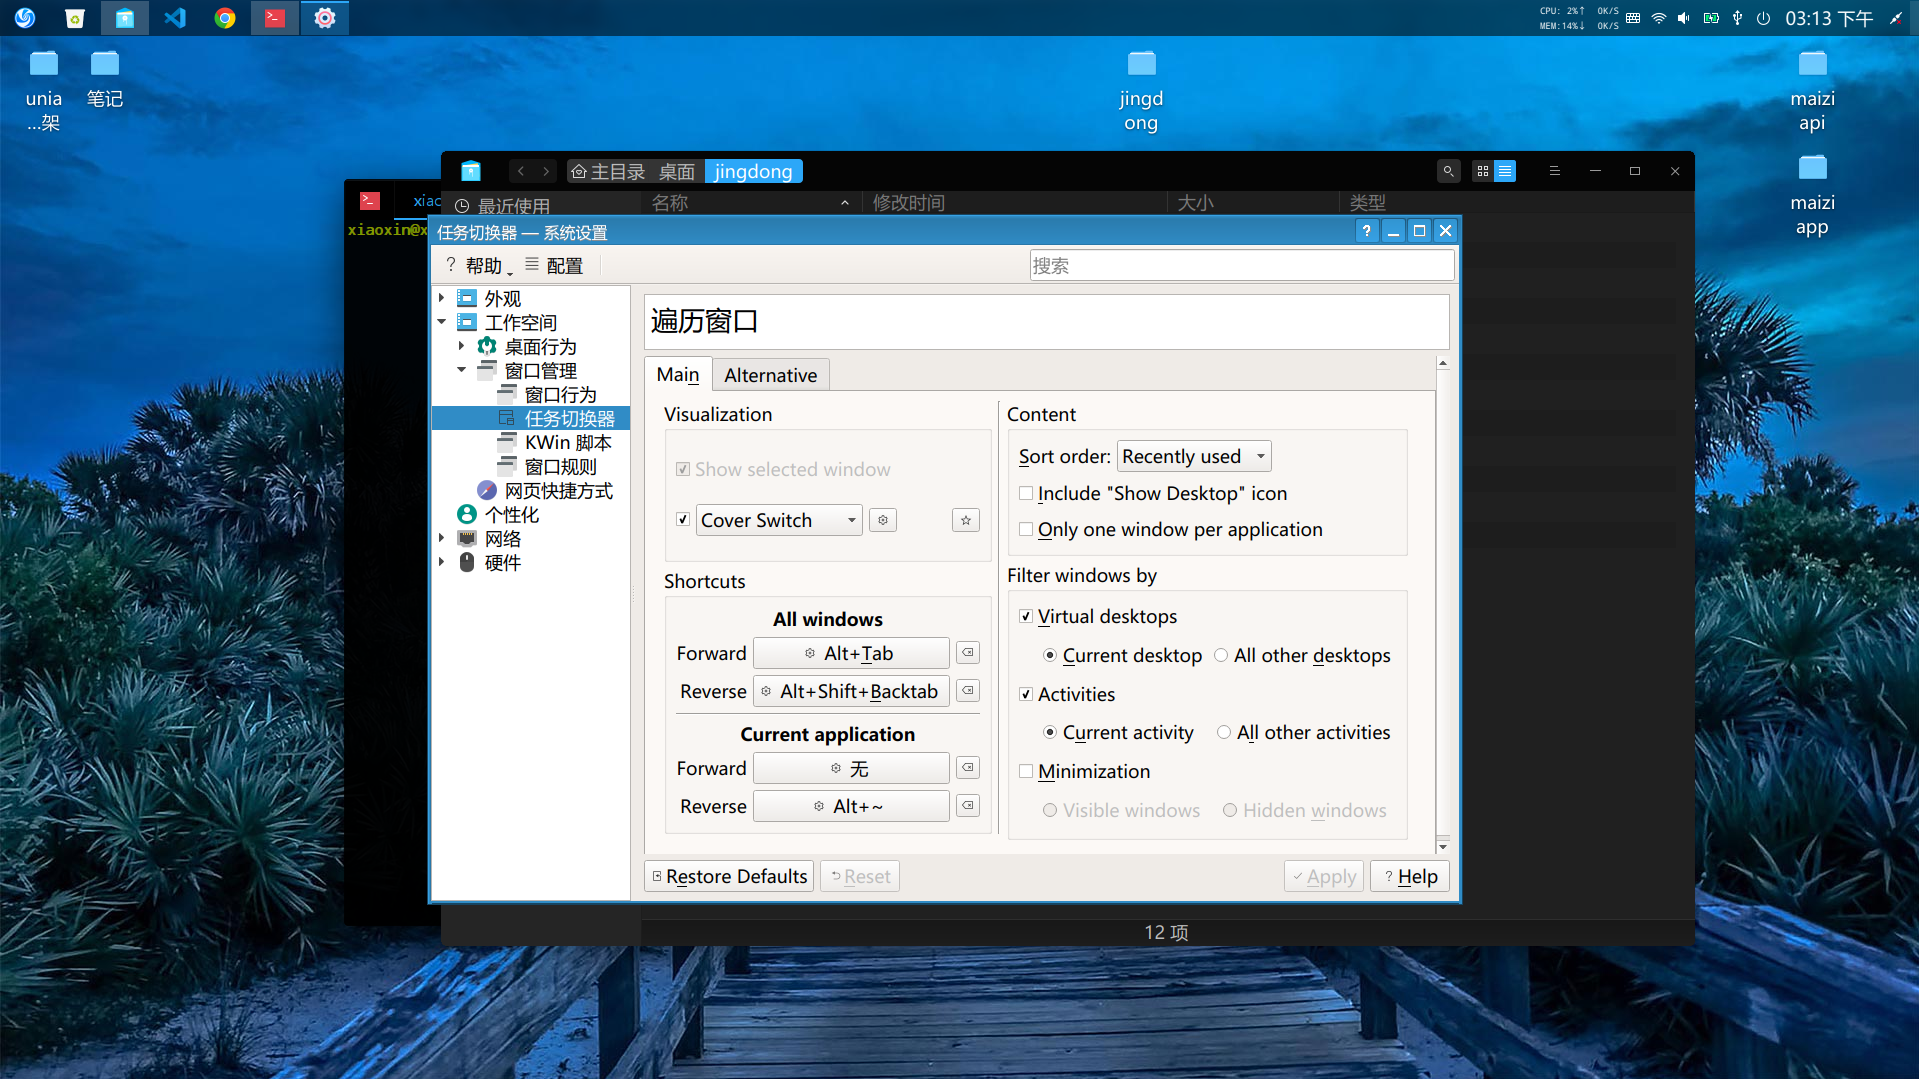 CPU: 2%↑ 0K/S
MEM:14%↓ 0K/S
03:13 下午
unia
...架
笔记
jingd
ong
maizi
api
maizi
app
主目录 桌面 jingdong
最近使用
名称 修改时间 大小 类型
xiao
xiaoxin@x
任务切换器 — 系统设置
? 帮助 配置
搜索
外观
工作空间
桌面行为
窗口管理
窗口行为
任务切换器
KWin 脚本
窗口规则
网页快捷方式
个性化
网络
硬件
遍历窗口
Main Alternative
Visualization
Show selected window
Cover Switch
Shortcuts
All windows
Forward Alt+Tab
Reverse Alt+Shift+Backtab
Current application
Forward 无
Reverse Alt+~
Content
Sort order: Recently used
Include "Show Desktop" icon
Only one window per application
Filter windows by
Virtual desktops
Current desktop All other desktops
Activities
Current activity All other activities
Minimization
Visible windows Hidden windows
Restore Defaults Reset Apply ? Help
12 项